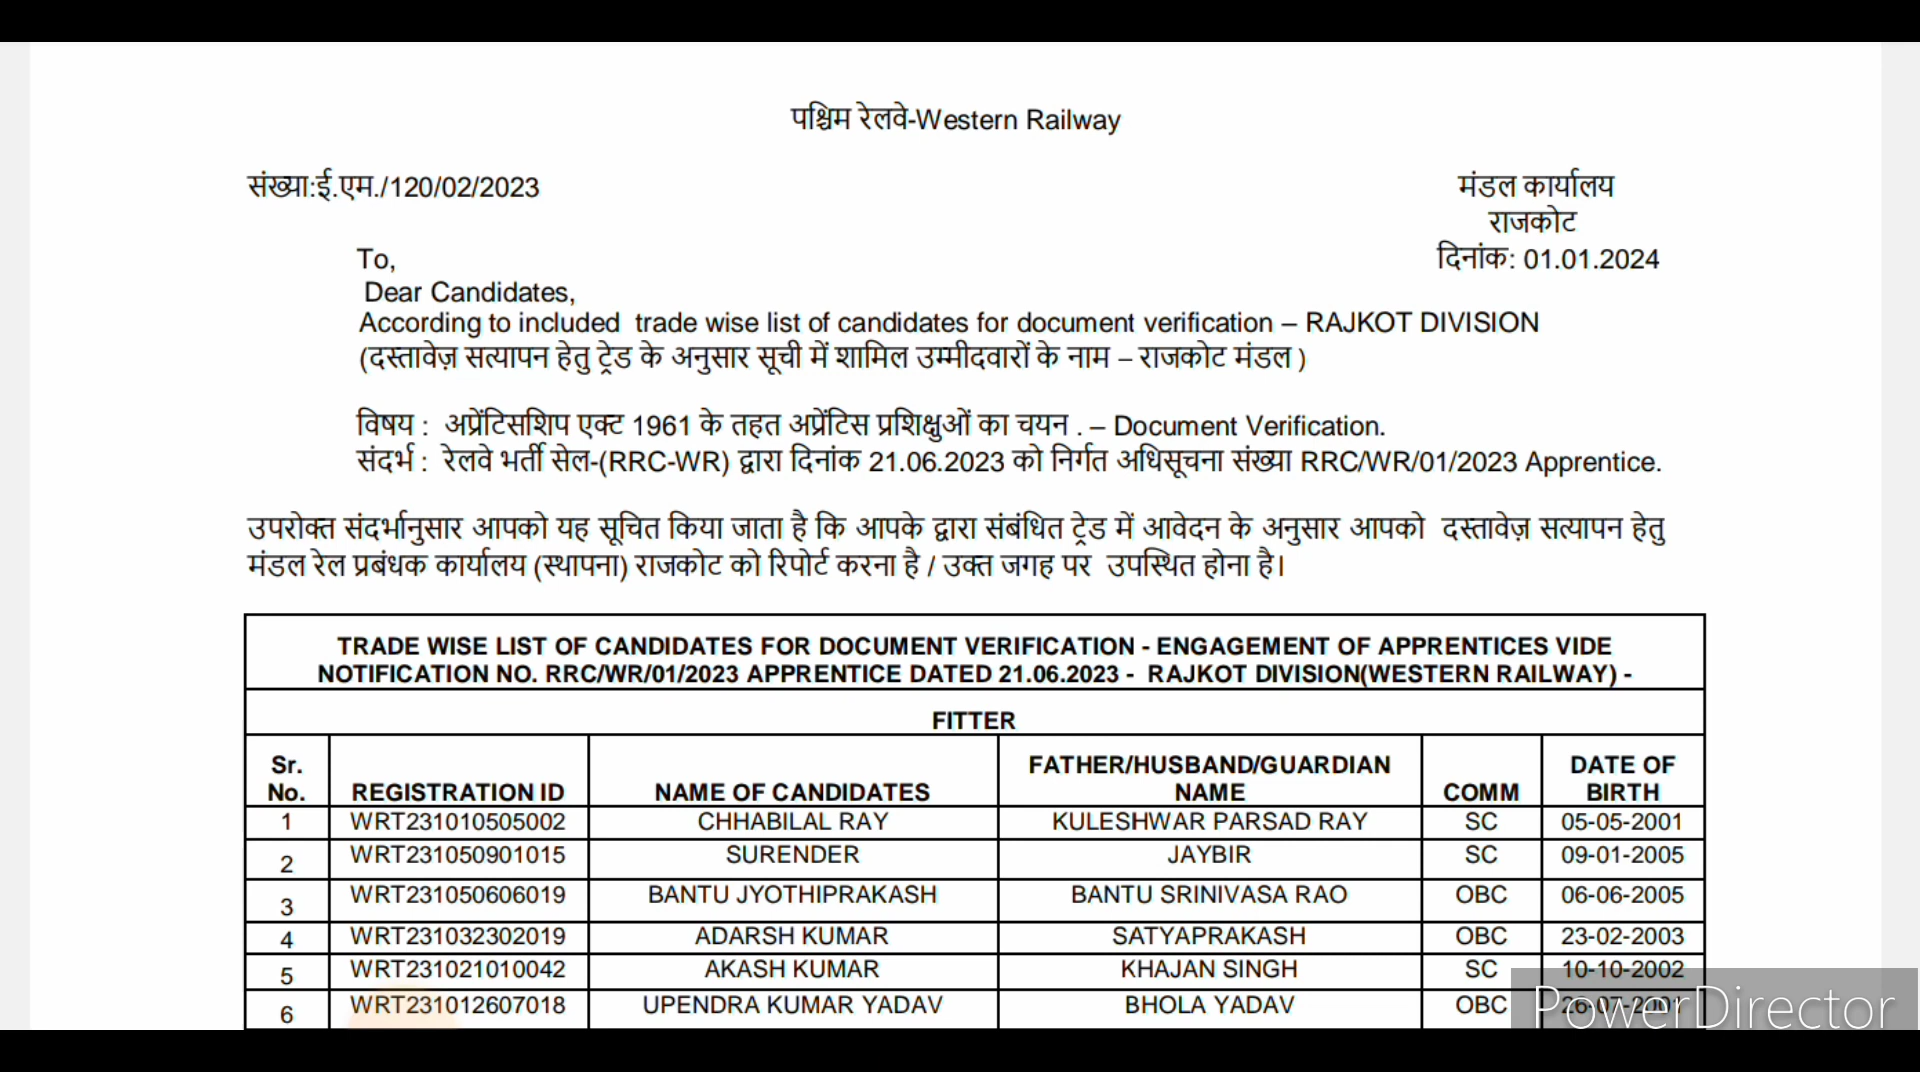 पश्चिम रेलवे-Western Railway
संख्या:ई.एम./120/02/2023
मंडल कार्यालय
राजकोट
दिनांक: 01.01.2024
To,
Dear Candidates,
According to included trade wise list of candidates for document verification – RAJKOT DIVISION
(दस्तावेज़ सत्यापन हेतु ट्रेड के अनुसार सूची में शामिल उम्मीदवारों के नाम – राजकोट मंडल )
विषय : अप्रेंटिसशिप एक्ट 1961 के तहत अप्रेंटिस प्रशिक्षुओं का चयन . – Document Verification.
संदर्भ : रेलवे भर्ती सेल-(RRC-WR) द्वारा दिनांक 21.06.2023 को निर्गत अधिसूचना संख्या RRC/WR/01/2023 Apprentice.
उपरोक्त संदर्भानुसार आपको यह सूचित किया जाता है कि आपके द्वारा संबंधित ट्रेड में आवेदन के अनुसार आपको दस्तावेज़ सत्यापन हेतु
मंडल रेल प्रबंधक कार्यालय (स्थापना) राजकोट को रिपोर्ट करना है / उक्त जगह पर उपस्थित होना है।
TRADE WISE LIST OF CANDIDATES FOR DOCUMENT VERIFICATION - ENGAGEMENT OF APPRENTICES VIDE
NOTIFICATION NO. RRC/WR/01/2023 APPRENTICE DATED 21.06.2023 - RAJKOT DIVISION(WESTERN RAILWAY) -
FITTER
Sr. No. REGISTRATION ID NAME OF CANDIDATES FATHER/HUSBAND/GUARDIAN NAME COMM DATE OF BIRTH
1 WRT231010505002 CHHABILAL RAY KULESHWAR PARSAD RAY SC 05-05-2001
2 WRT231050901015 SURENDER JAYBIR SC 09-01-2005
3 WRT231050606019 BANTU JYOTHIPRAKASH BANTU SRINIVASA RAO OBC 06-06-2005
4 WRT231032302019 ADARSH KUMAR SATYAPRAKASH OBC 23-02-2003
5 WRT231021010042 AKASH KUMAR KHAJAN SINGH SC 10-10-2002
6 WRT231012607018 UPENDRA KUMAR YADAV BHOLA YADAV OBC 26-07-2001
PowerDirector